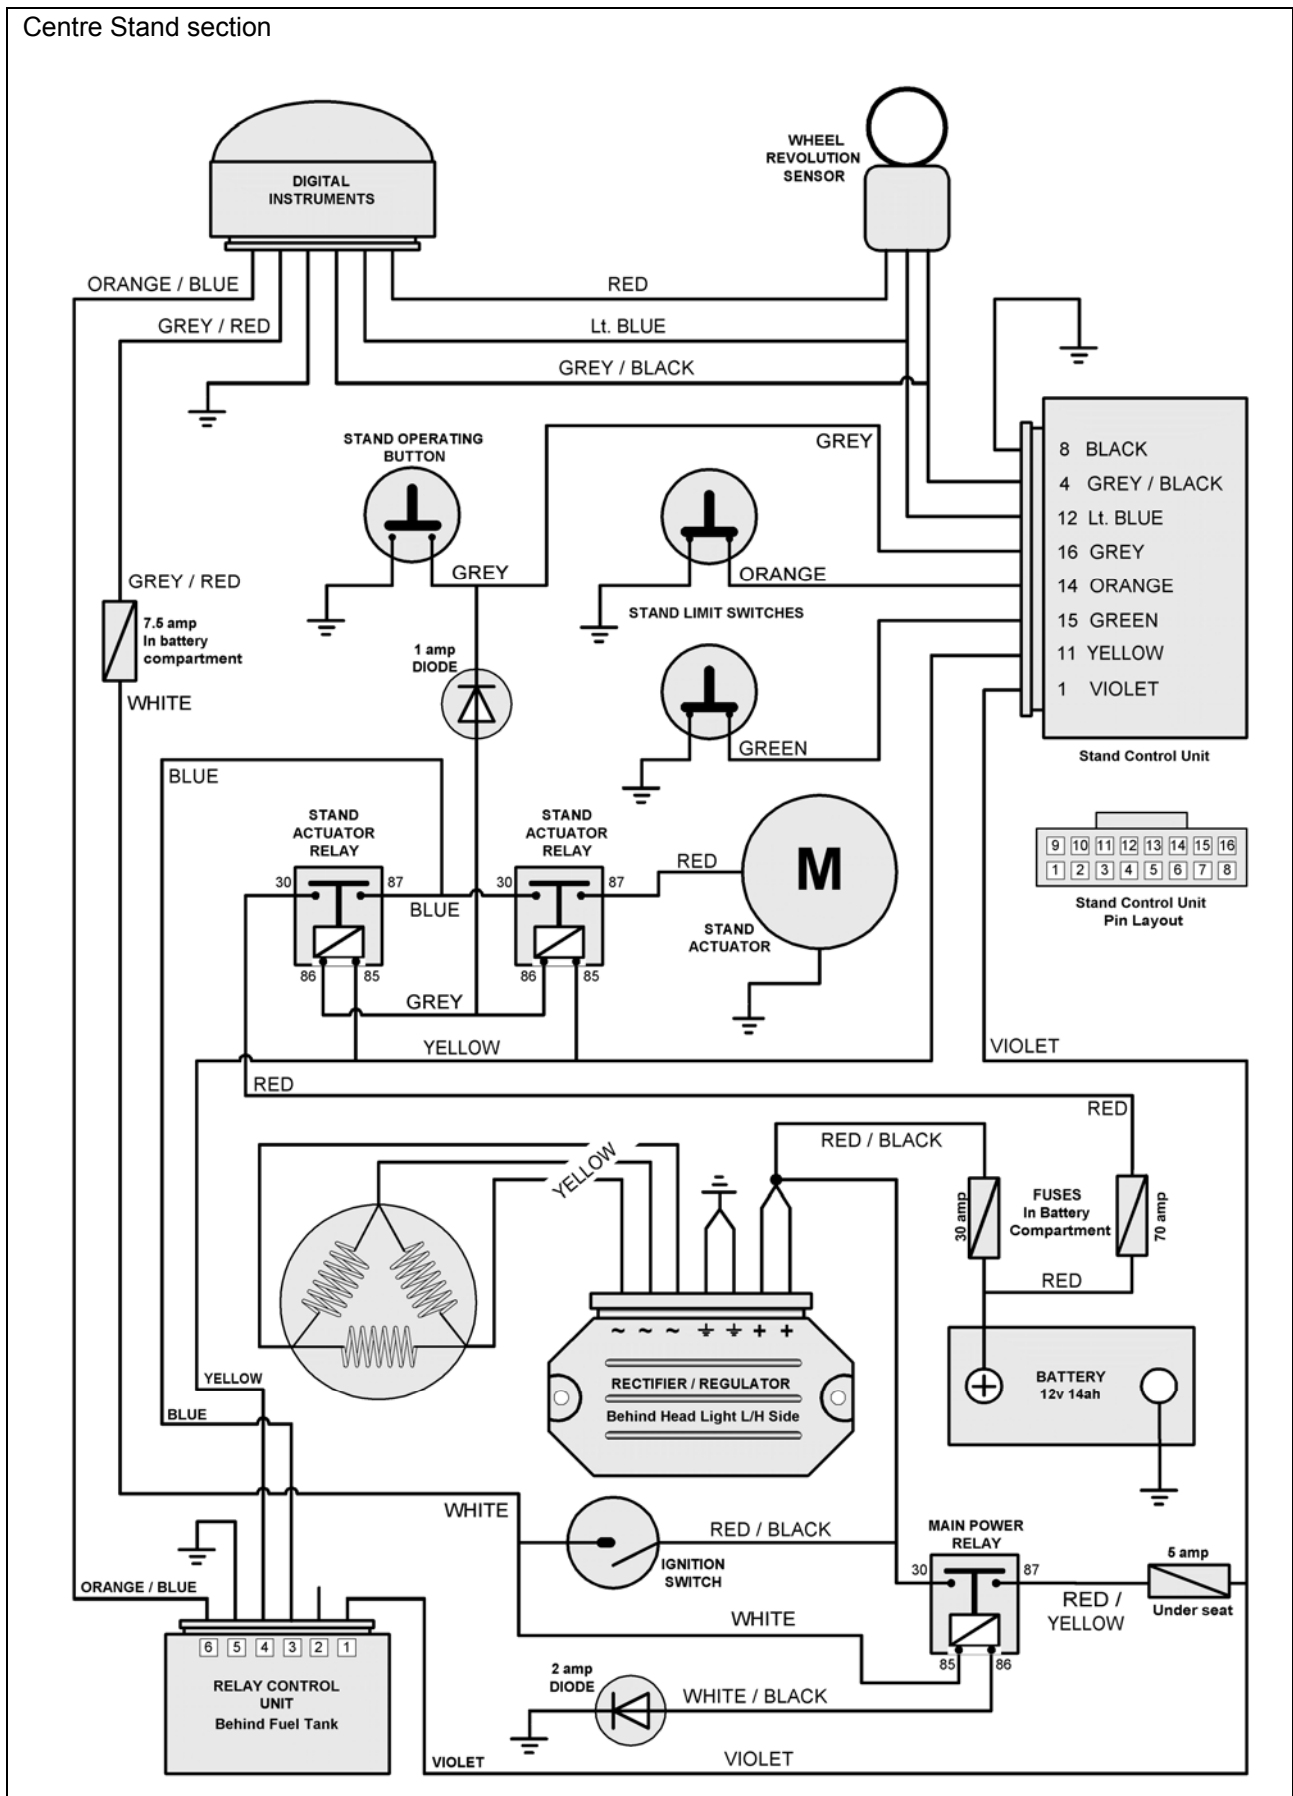 Centre Stand section
WHEEL
REVOLUTION
SENSOR
DIGITAL
INSTRUMENTS
ORANGE / BLUE
RED
GREY / RED
Lt. BLUE
GREY / BLACK
STAND OPERATING
BUTTON
GREY
8 BLACK
4 GREY / BLACK
12 Lt. BLUE
16 GREY
14 ORANGE
15 GREEN
11 YELLOW
1 VIOLET
Stand Control Unit
GREY
ORANGE
STAND LIMIT SWITCHES
GREY / RED
7.5 amp
In battery
compartment
WHITE
1 amp
DIODE
GREEN
BLUE
STAND
ACTUATOR
RELAY
STAND
ACTUATOR
RELAY
9 10 11 12 13 14 15 16
1 2 3 4 5 6 7 8
Stand Control Unit
Pin Layout
RED
M
30
87
30
87
BLUE
STAND
ACTUATOR
86
85
86
85
GREY
YELLOW
VIOLET
RED
RED
RED / BLACK
YELLOW
30 amp
FUSES
In Battery
Compartment
70 amp
RED
~ ~ ~ + +
RECTIFIER / REGULATOR
Behind Head Light L/H Side
+
BATTERY
12v 14ah
YELLOW
BLUE
WHITE
RED / BLACK
IGNITION
SWITCH
MAIN POWER
RELAY
30
87
5 amp
Under seat
RED /
YELLOW
ORANGE / BLUE
WHITE
85
86
6 5 4 3 2 1
RELAY CONTROL
UNIT
Behind Fuel Tank
2 amp
DIODE
WHITE / BLACK
VIOLET
VIOLET